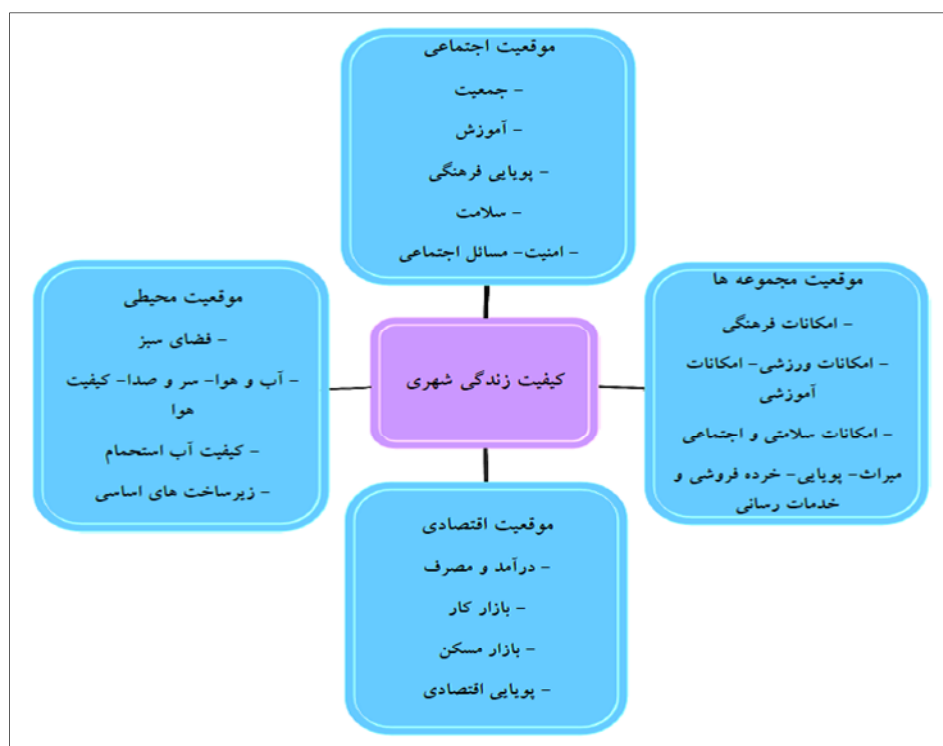 موقعیت اجتماعی
- جمعیت
- آموزش
- پویایی فرهنگی
- سلامت
- امنیت- مسائل اجتماعی
موقعیت مجموعه ها
- امکانات فرهنگی
- امکانات ورزشی- امکانات
آموزشی
- امکانات سلامتی و اجتماعی
میراث- پویایی- خرده فروشی و
خدمات رسانی
کیفیت زندگی شهری
موقعیت محیطی
- فضای سبز
- آب و هوا- سر و صدا- کیفیت
هوا
- کیفیت آب استحمام
- زیرساخت های اساسی
موقعیت اقتصادی
- درآمد و مصرف
- بازار کار
- بازار مسکن
- پویایی اقتصادی